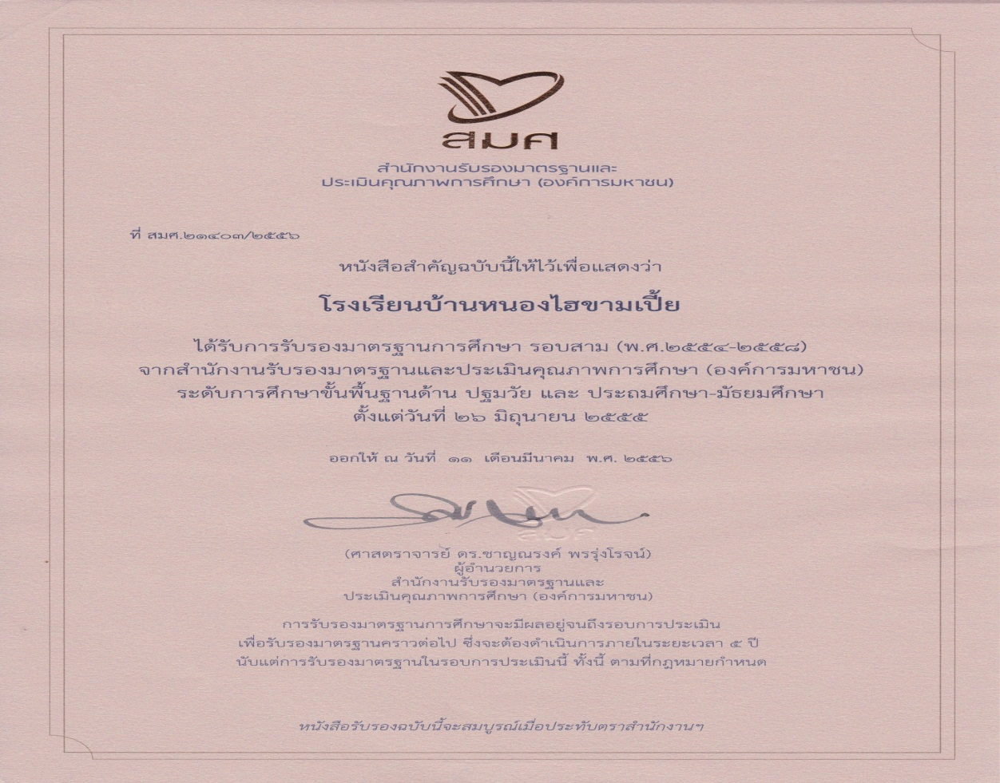 สมศ
สำนักงานรับรองมาตรฐานและ
ประเมินคุณภาพการศึกษา (องค์การมหาชน)
ที่ สมศ.๒๑๔๐๓/๒๕๕๖
หนังสือสำคัญฉบับนี้ให้ไว้เพื่อแสดงว่า
โรงเรียนบ้านหนองไฮขามเปี้ย
ได้รับการรับรองมาตรฐานการศึกษา รอบสาม (พ.ศ.๒๕๕๔-๒๕๕๘)
จากสำนักงานรับรองมาตรฐานและประเมินคุณภาพการศึกษา (องค์การมหาชน)
ระดับการศึกษาขั้นพื้นฐานด้าน ปฐมวัย และ ประถมศึกษา-มัธยมศึกษา
ตั้งแต่วันที่ ๒๖ มิถุนายน ๒๕๕๕
ออกให้ ณ วันที่ ๑๑ เดือนมีนาคม พ.ศ. ๒๕๕๖
สมศ
(ศาสตราจารย์ ดร.ชาญณรงค์ พรรุ่งโรจน์)
ผู้อำนวยการ
สำนักงานรับรองมาตรฐานและ
ประเมินคุณภาพการศึกษา (องค์การมหาชน)
การรับรองมาตรฐานการศึกษาจะมีผลอยู่จนถึงรอบการประเมิน
เพื่อรับรองมาตรฐานคราวต่อไป ซึ่งจะต้องดำเนินการภายในระยะเวลา ๕ ปี
นับแต่การรับรองมาตรฐานในรอบการประเมินนี้ ทั้งนี้ ตามที่กฎหมายกำหนด
หนังสือรับรองฉบับนี้จะสมบูรณ์เมื่อประทับตราสำนักงานฯ